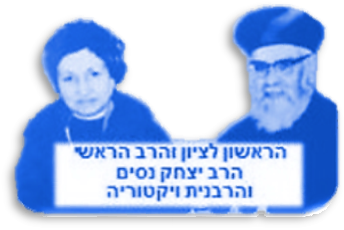 הראשון לציון והרב הראשי
הרב יצחק נסים
והרבנית ויקטוריה